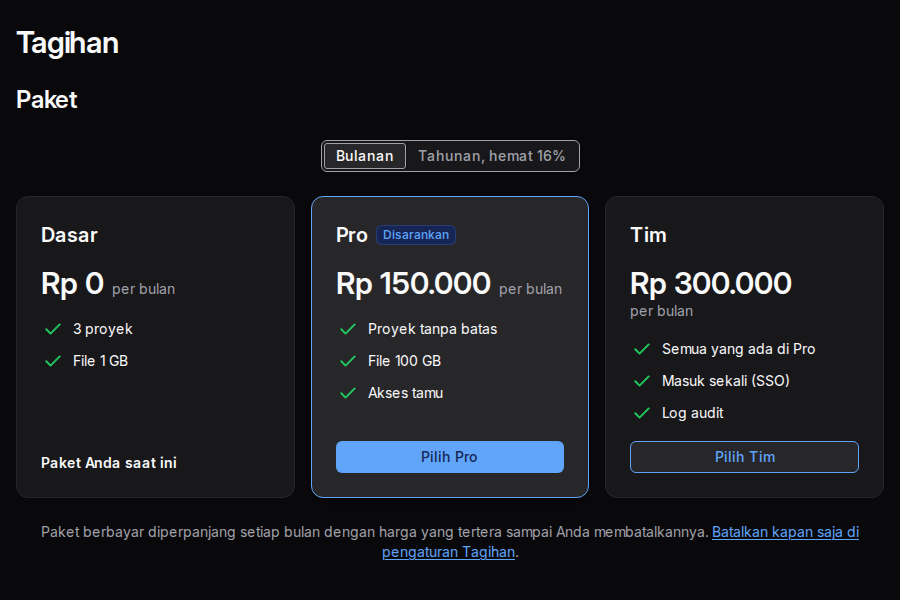 Tagihan
Paket
Bulanan
Tahunan, hemat 16%
Dasar
Rp 0 per bulan
3 proyek
File 1 GB
Paket Anda saat ini
Pro
Disarankan
Rp 150.000 per bulan
Proyek tanpa batas
File 100 GB
Akses tamu
Pilih Pro
Tim
Rp 300.000
per bulan
Semua yang ada di Pro
Masuk sekali (SSO)
Log audit
Pilih Tim
Paket berbayar diperpanjang setiap bulan dengan harga yang tertera sampai Anda membatalkannya. Batalkan kapan saja di
pengaturan Tagihan.